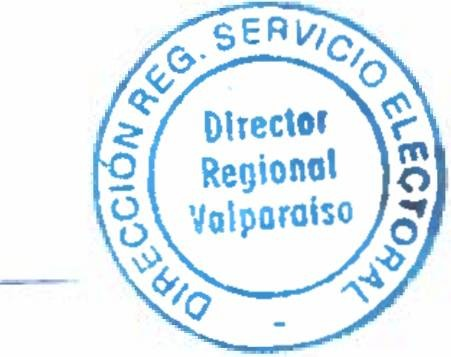 DIRECCIÓN REG. SERVICIO ELECTORAL
Director
Regional
Valparaíso